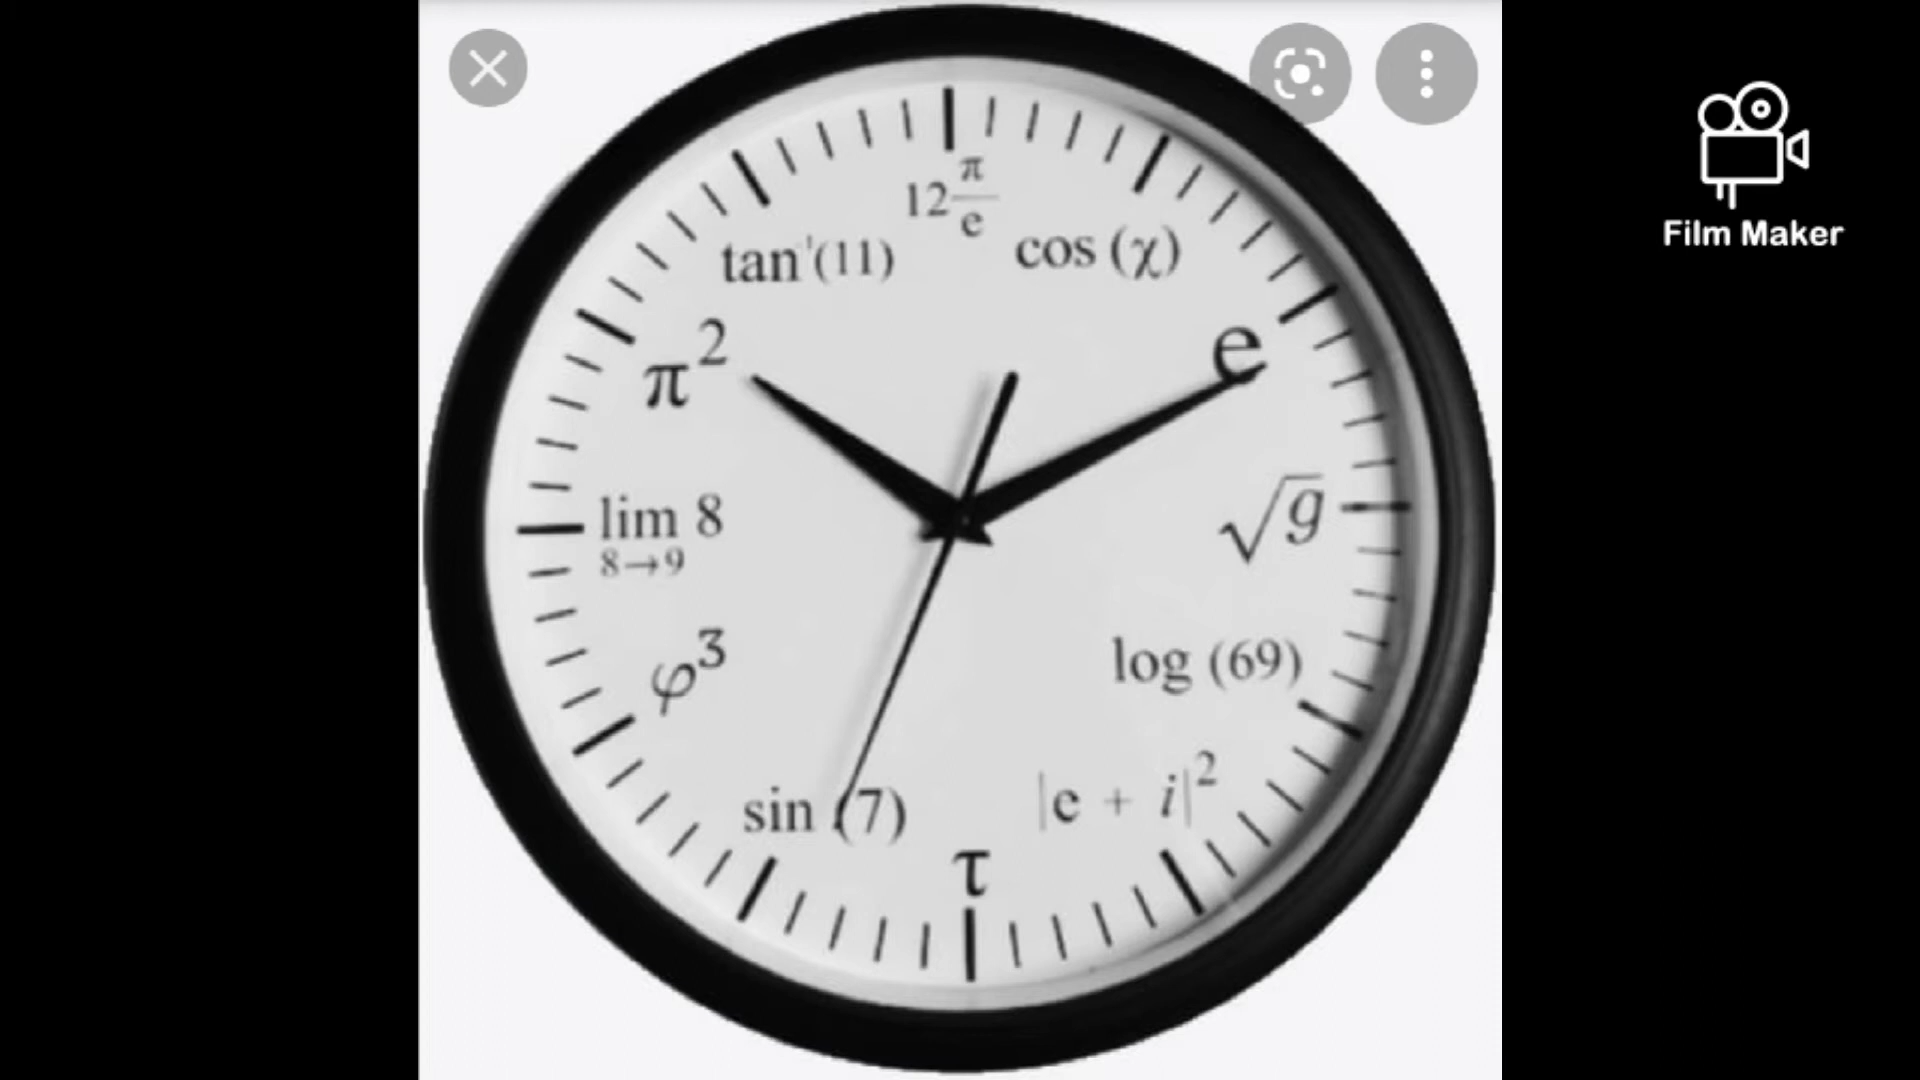 12 π/e
cos (χ)
e
√g
log (69)
|e + i|²
τ
sin (7)
φ³
lim 8
8→9
π²
tan'(11)
Film Maker